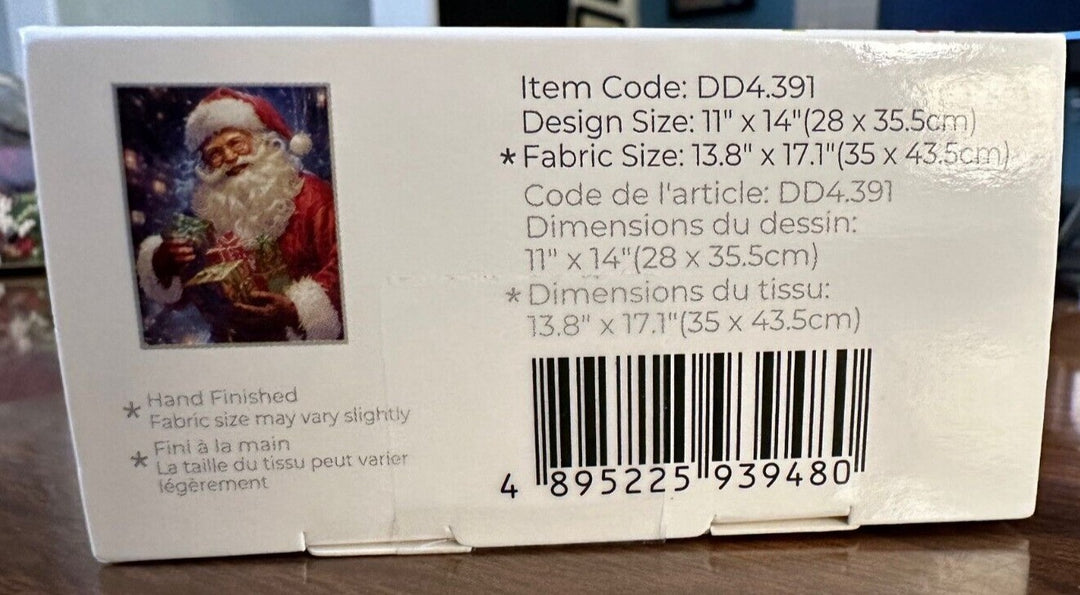 Item Code: DD4.391
Design Size: 11" x 14"(28 x 35.5cm)
*Fabric Size: 13.8" x 17.1"(35 x 43.5cm)
Code de l'article: DD4.391
Dimensions du dessin:
11" x 14"(28 x 35.5cm)
*Dimensions du tissu:
13.8" x 17.1"(35 x 43.5cm)
* Hand Finished
Fabric size may vary slightly
* Fini à la main
La taille du tissu peut varier
légèrement
4 895225 939480